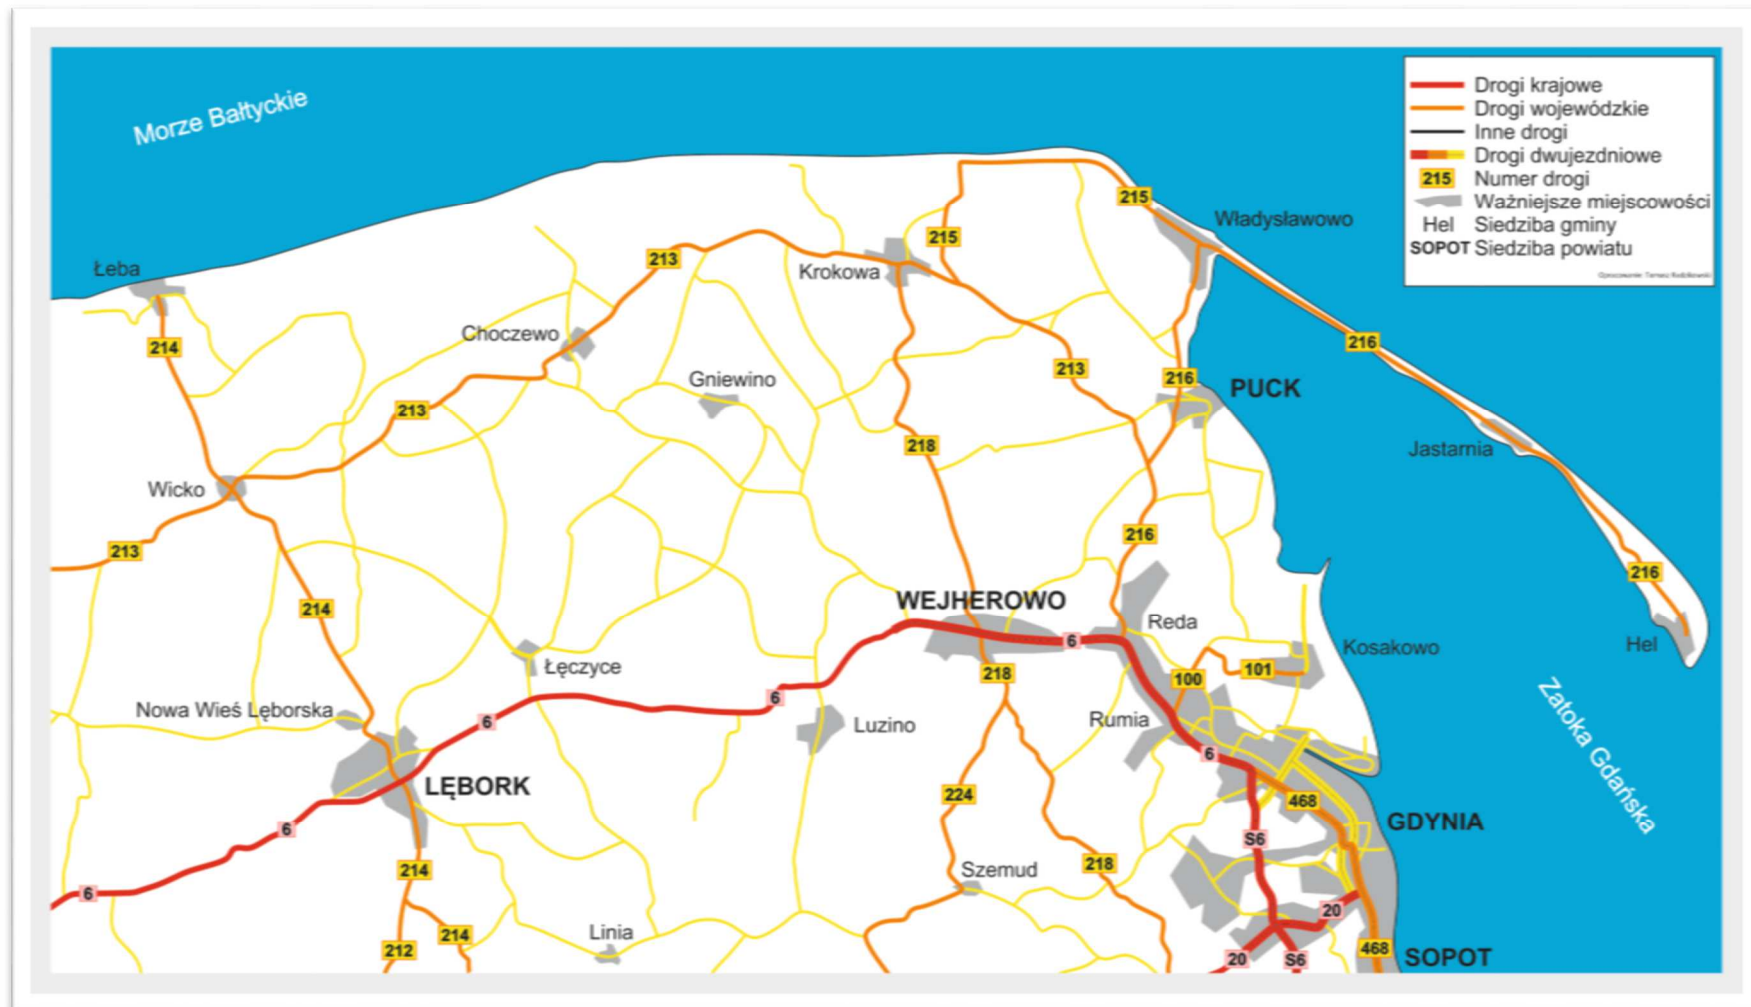 Morze Bałtyckie
Drogi krajowe
Drogi wojewódzkie
Inne drogi
Drogi dwujezdniowe
215 Numer drogi
Ważniejsze miejscowości
Hel Siedziba gminy
SOPOT Siedziba powiatu
Opracowanie: Tomasz
215
Władysławowo
215
213
Łeba
Krokowa
Choczewo
214
216
213
216
Gniewino
PUCK
213
218
Jastarnia
Wicko
216
213
216
WEJHEROWO
214
Reda
6
Kosakowo
Hel
Łęczyce
218
101
100
6
Zatoka Gdańska
Nowa Wieś Lęborska
6
Luzino
Rumia
6
LĘBORK
224
468
GDYNIA
6
S6
218
214
Szemud
6
20
Linia
214
212
468
SOPOT
20
S6